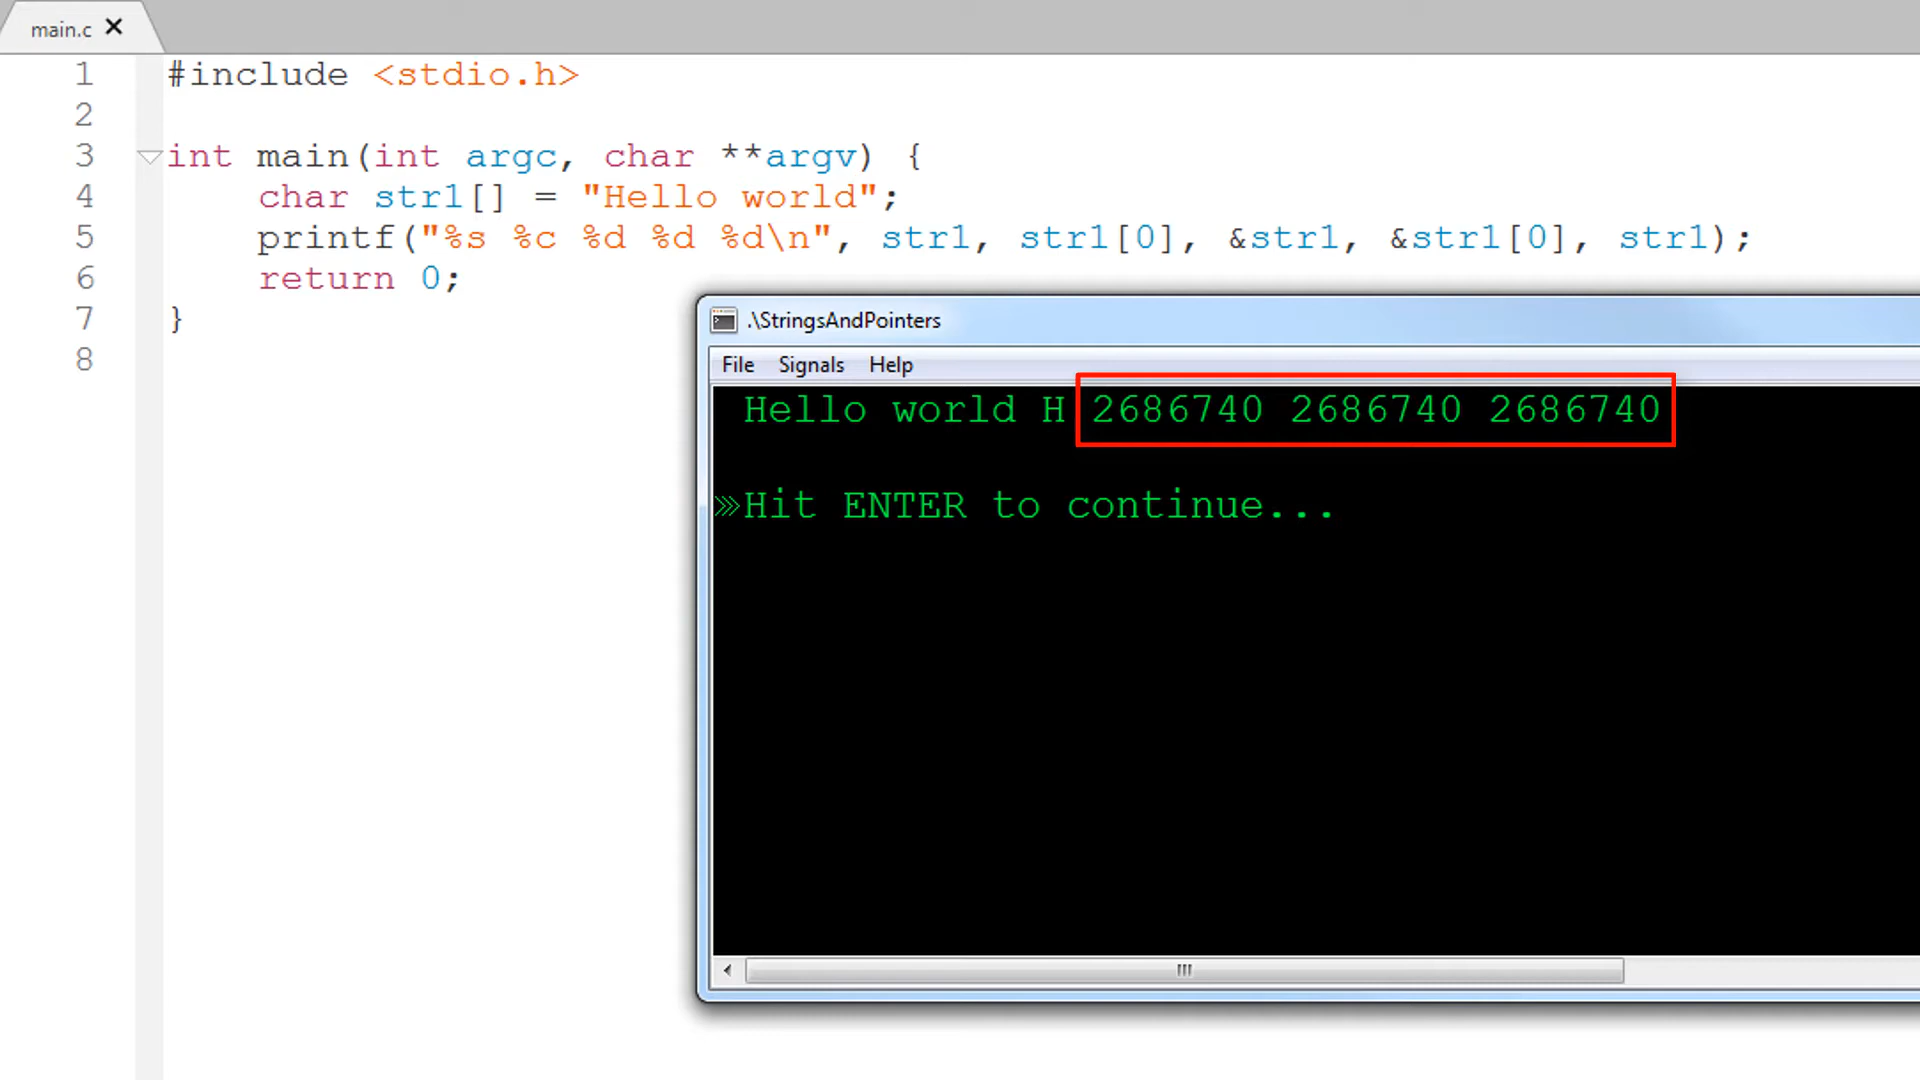 main.c
1 #include <stdio.h>
2
3 int main(int argc, char **argv) {
4 char str1[] = "Hello world";
5 printf("%s %c %d %d %d\n", str1, str1[0], &str1, &str1[0], str1);
6 return 0;
7 }
8
.\StringsAndPointers
File Signals Help
Hello world H 2686740 2686740 2686740
»Hit ENTER to continue...